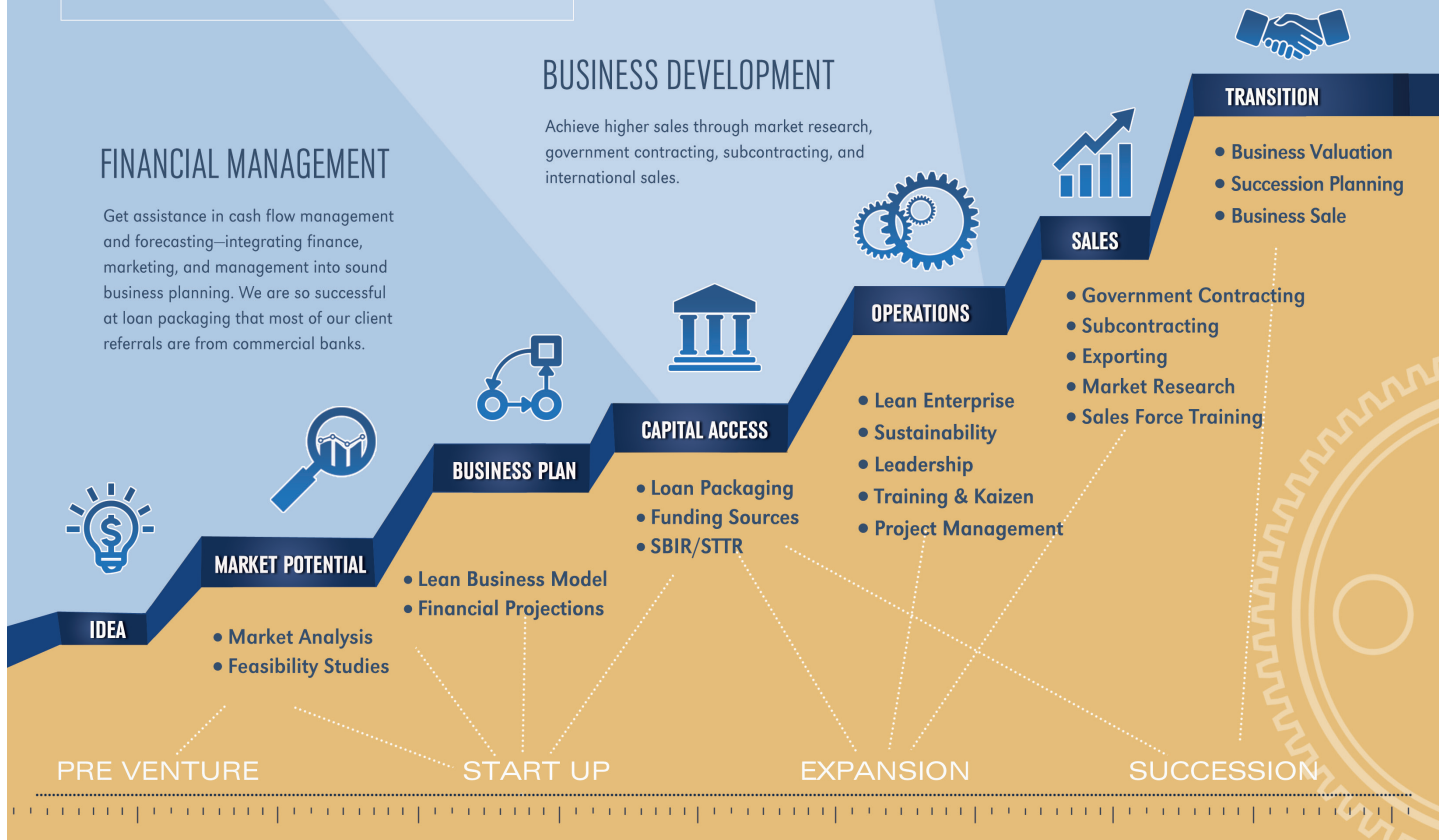 FINANCIAL MANAGEMENT
Get assistance in cash flow management
and forecasting—integrating finance,
marketing, and management into sound
business planning. We are so successful
at loan packaging that most of our client
referrals are from commercial banks.
BUSINESS DEVELOPMENT
Achieve higher sales through market research,
government contracting, subcontracting, and
international sales.
$
IDEA
MARKET POTENTIAL
• Market Analysis
• Feasibility Studies
BUSINESS PLAN
• Lean Business Model
• Financial Projections
CAPITAL ACCESS
• Loan Packaging
• Funding Sources
• SBIR/STTR
OPERATIONS
• Lean Enterprise
• Sustainability
• Leadership
• Training & Kaizen
• Project Management
SALES
• Government Contracting
• Subcontracting
• Exporting
• Market Research
• Sales Force Training
TRANSITION
• Business Valuation
• Succession Planning
• Business Sale
PRE VENTURE
START UP
EXPANSION
SUCCESSION